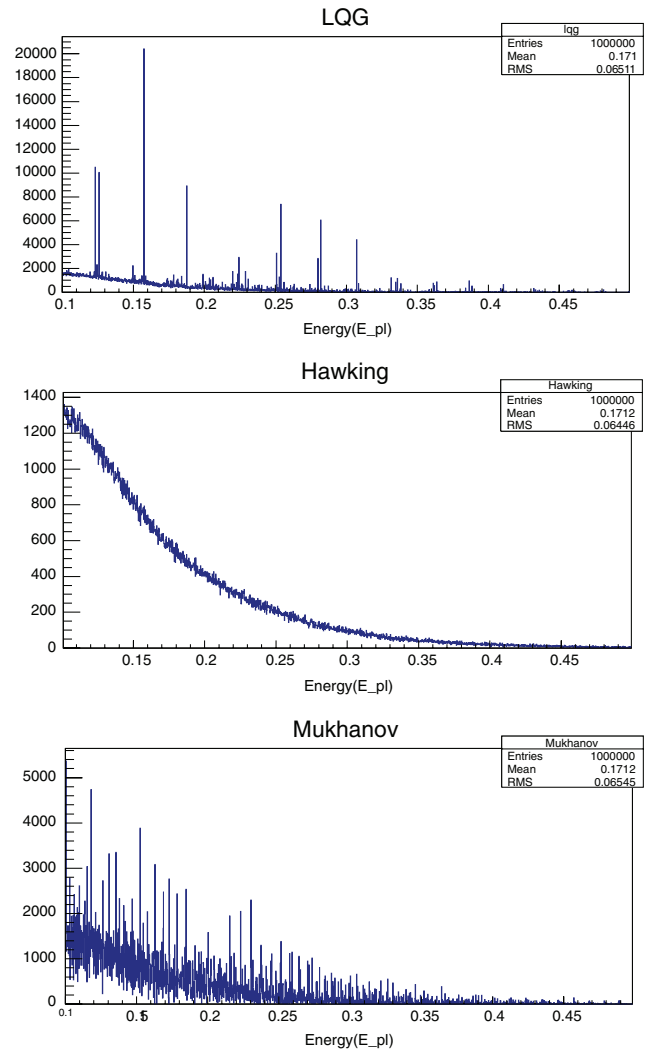 LQG
lqg
Entries 1000000
Mean 0.171
RMS 0.06511
20000
18000
16000
14000
12000
10000
8000
6000
4000
2000
0
0.1 0.15 0.2 0.25 0.3 0.35 0.4 0.45
Energy(E_pl)
Hawking
Hawking
Entries 1000000
Mean 0.1712
RMS 0.06446
1400
1200
1000
800
600
400
200
0
0.15 0.2 0.25 0.3 0.35 0.4 0.45
Energy(E_pl)
Mukhanov
Mukhanov
Entries 1000000
Mean 0.1712
RMS 0.06545
5000
4000
3000
2000
1000
0
0.1 0.15 0.2 0.25 0.3 0.35 0.4 0.45
Energy(E_pl)